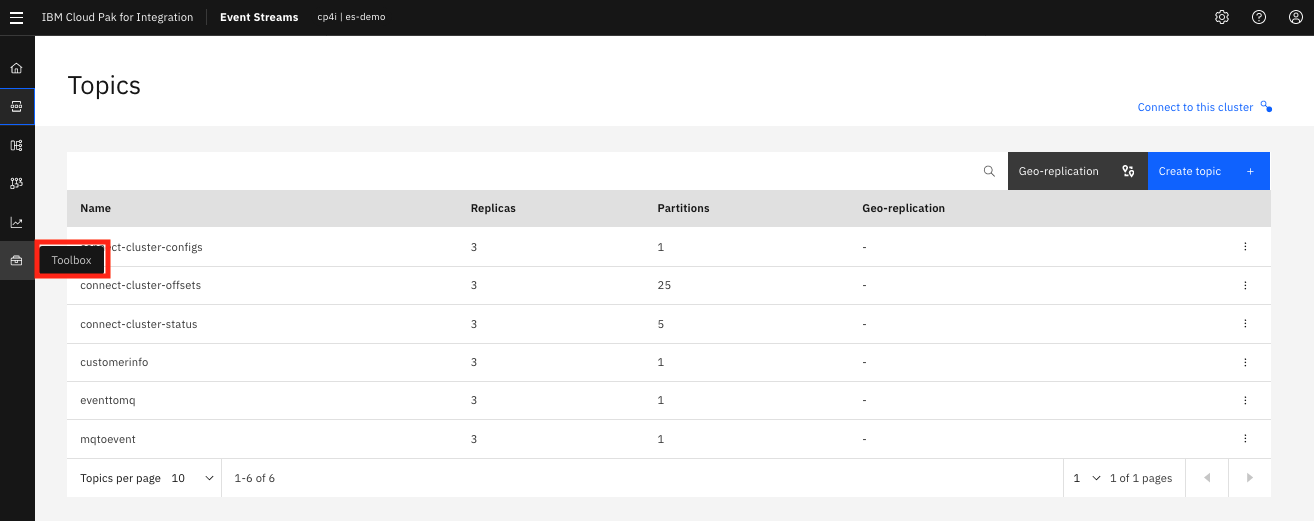 IBM Cloud Pak for Integration Event Streams cp4i | es-demo
Topics
Connect to this cluster
Geo-replication Create topic +
Name Replicas Partitions Geo-replication
ct-cluster-configs 3 1 -
Toolbox
connect-cluster-offsets 3 25 -
connect-cluster-status 3 5 -
customerinfo 3 1 -
eventtomq 3 1 -
mqtoevent 3 1 -
Topics per page 10 1-6 of 6 1 1 of 1 pages